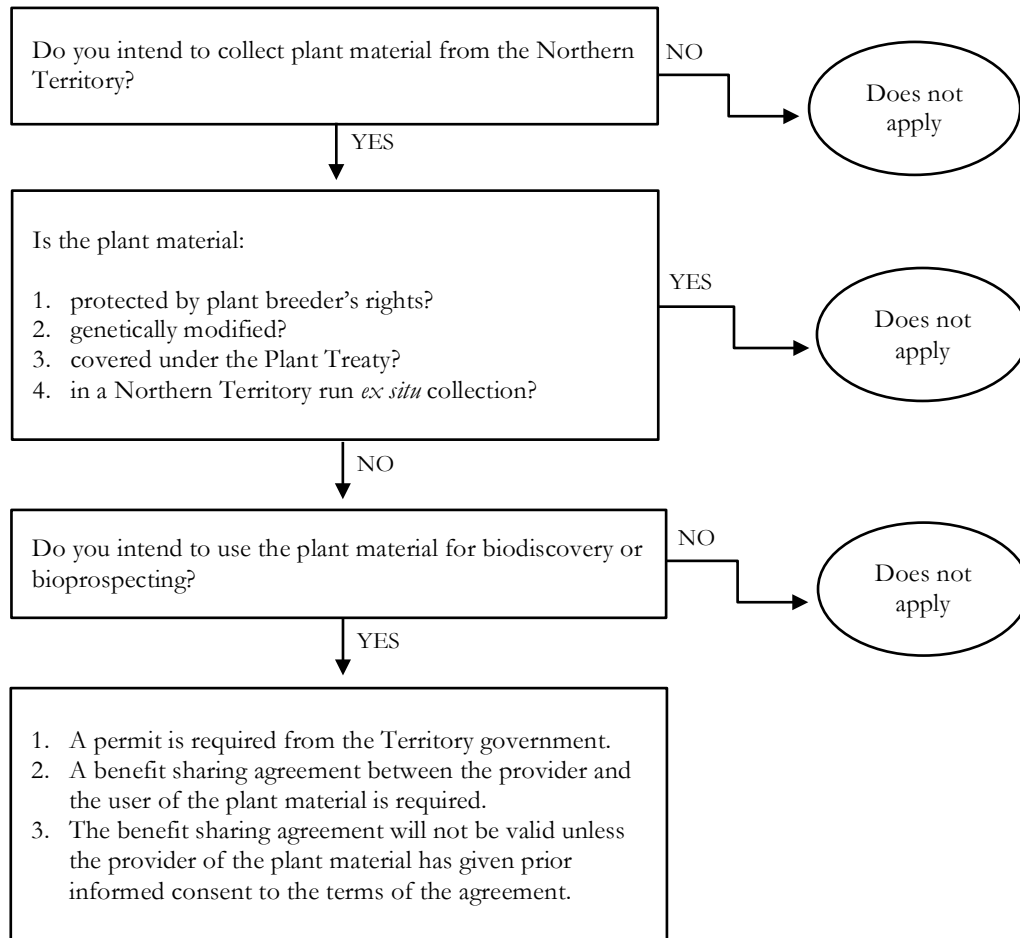 Do you intend to collect plant material from the Northern
Territory?
NO
Does not
apply
YES
Is the plant material:
1. protected by plant breeder’s rights?
2. genetically modified?
3. covered under the Plant Treaty?
4. in a Northern Territory run ex situ collection?
YES
Does not
apply
NO
Do you intend to use the plant material for biodiscovery or
bioprospecting?
NO
Does not
apply
YES
1. A permit is required from the Territory government.
2. A benefit sharing agreement between the provider and
the user of the plant material is required.
3. The benefit sharing agreement will not be valid unless
the provider of the plant material has given prior
informed consent to the terms of the agreement.